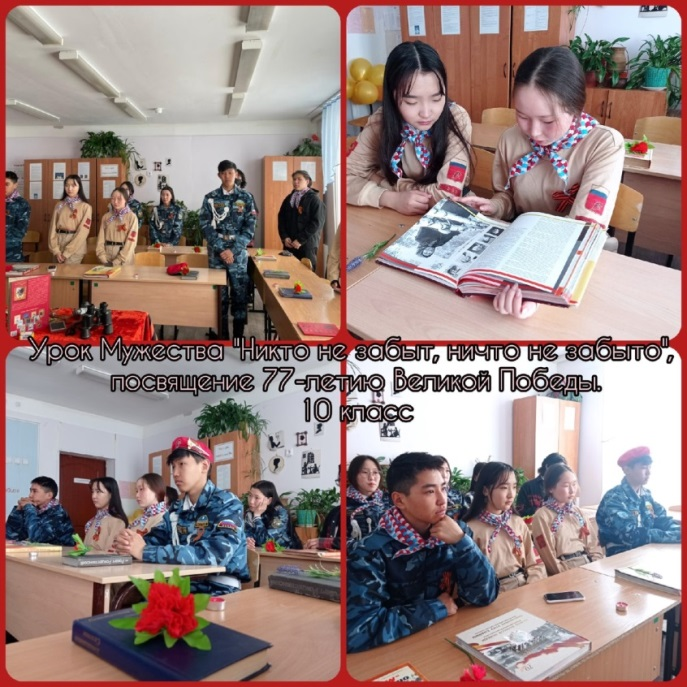 Урок Мужества "Никто не забыт, ничто не забыто",
посвящение 77-летию Великой Победы.
10 класс